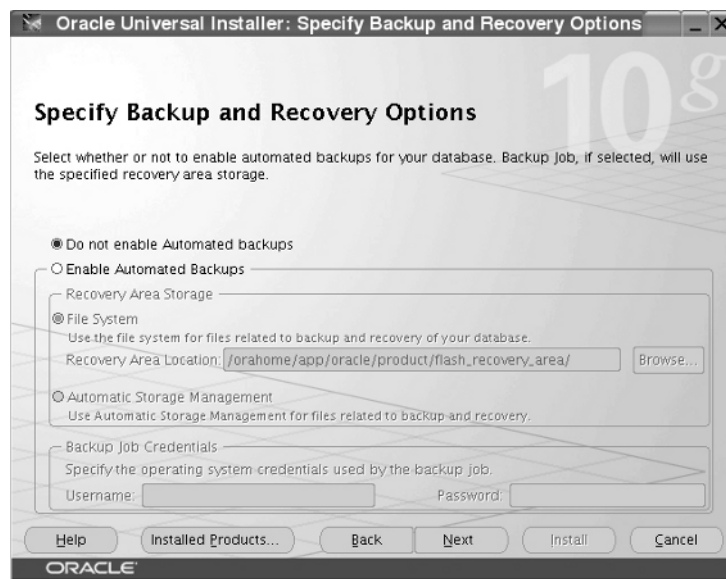 Oracle Universal Installer: Specify Backup and Recovery Options
10g
Specify Backup and Recovery Options
Select whether or not to enable automated backups for your database. Backup Job, if selected, will use
the specified recovery area storage.
Do not enable Automated backups
Enable Automated Backups
Recovery Area Storage
File System
Use the file system for files related to backup and recovery of your database.
Recovery Area Location: /orahome/app/oracle/product/flash_recovery_area/ Browse...
Automatic Storage Management
Use Automatic Storage Management for files related to backup and recovery.
Backup Job Credentials
Specify the operating system credentials used by the backup job.
Username: Password:
Help Installed Products... Back Next Install Cancel
ORACLE